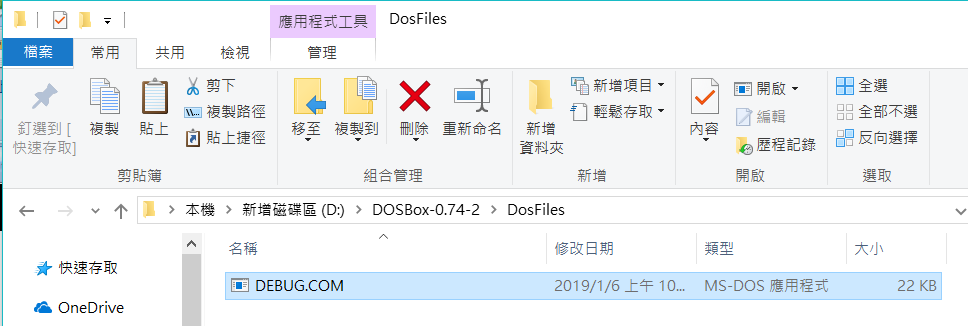 應用程式工具 DosFiles
檔案 常用 共用 檢視 管理
釘選到 [
快速存取]
複製
貼上
剪下
複製路徑
貼上捷徑
剪貼簿
移至
複製到
刪除
重新命名
組合管理
新增
資料夾
新增項目
輕鬆存取
新增
內容
開啟
編輯
歷程記錄
開啟
全選
全部不選
反向選擇
選取
本機 > 新增磁碟區 (D:) > DOSBox-0.74-2 > DosFiles
名稱 修改日期 類型 大小
快速存取
DEBUG.COM 2019/1/6 上午 10... MS-DOS 應用程式 22 KB
OneDrive